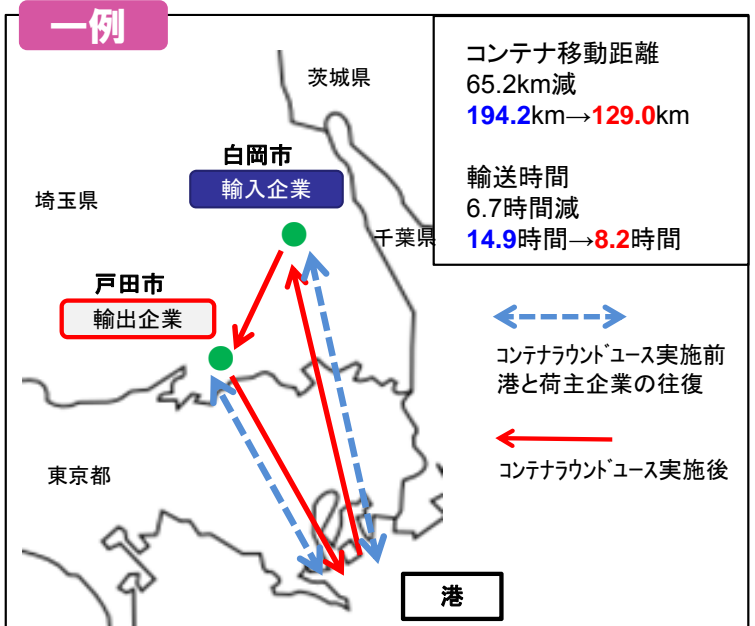 一例
コンテナ移動距離
65.2km減
194.2km→129.0km
輸送時間
6.7時間減
14.9時間→8.2時間
茨城県
白岡市
輸入企業
埼玉県
千葉県
戸田市
輸出企業
ｺﾝﾃﾅﾗｳﾝﾄﾞﾕｰｽ実施前
港と荷主企業の往復
ｺﾝﾃﾅﾗｳﾝﾄﾞﾕｰｽ実施後
東京都
港